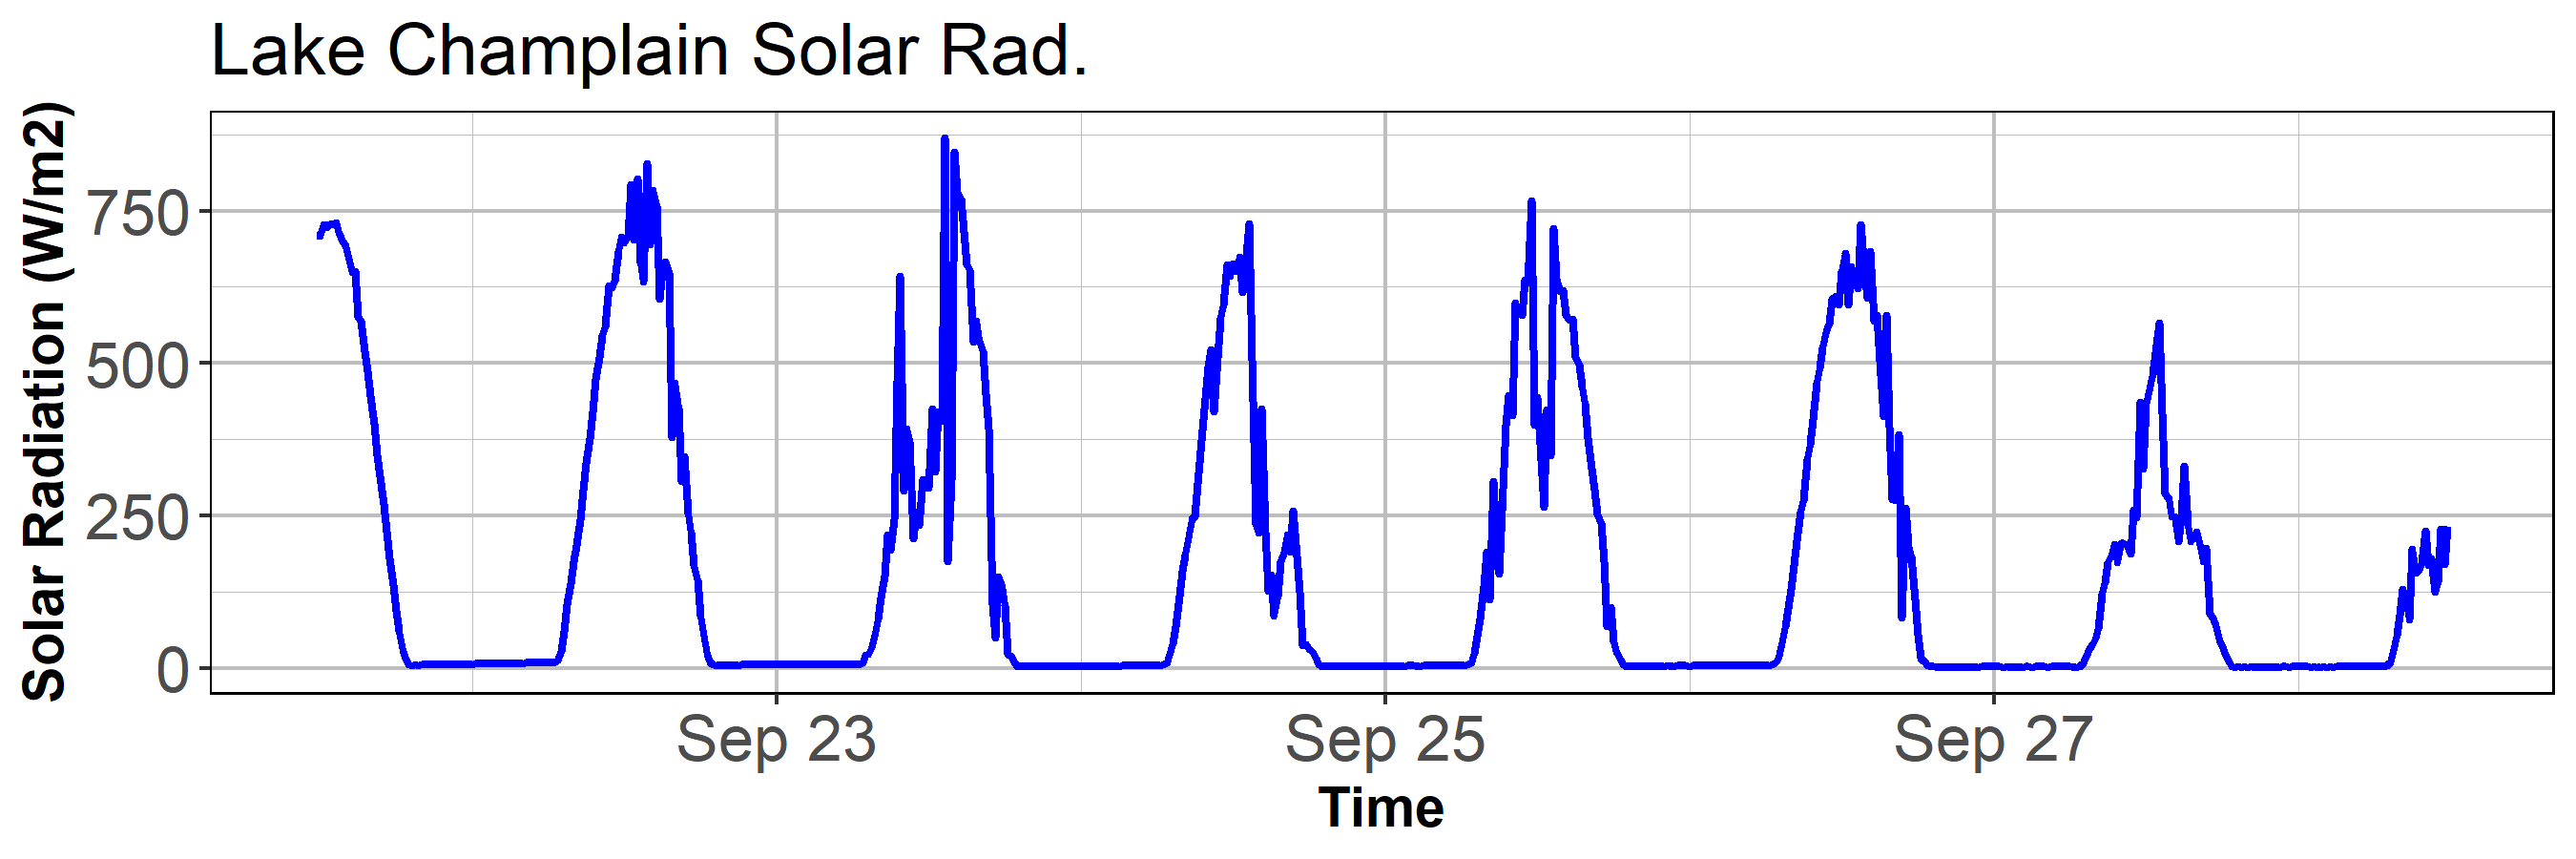 Lake Champlain Solar Rad.
Solar Radiation (W/m2)
750
500
250
0
Sep 23
Sep 25
Sep 27
Time